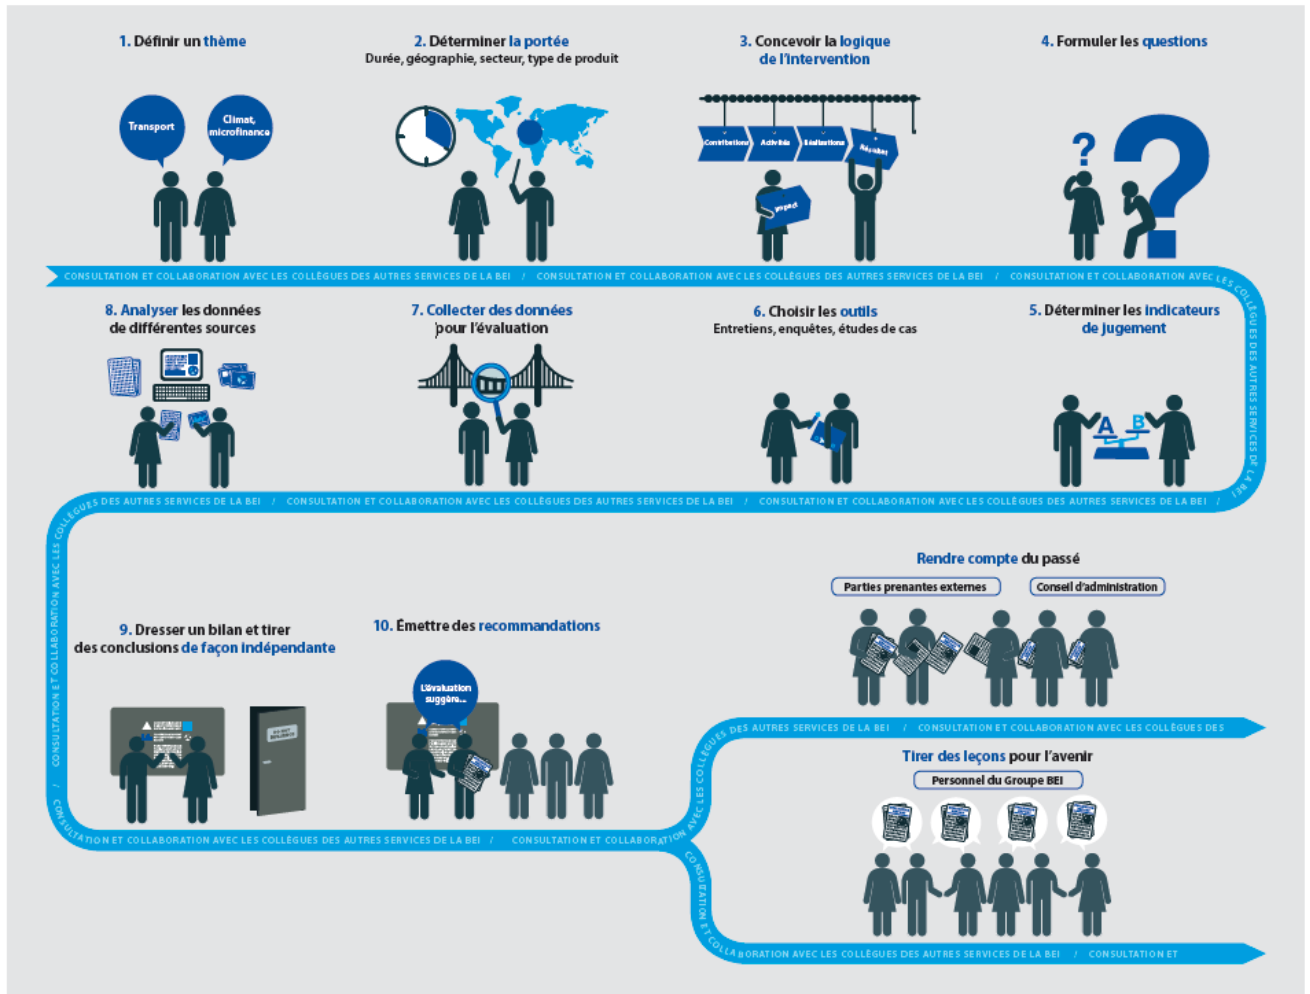 1. Définir un thème
Transport
Climat,
microfinance
2. Déterminer la portée
Durée, géographie, secteur, type de produit
3. Concevoir la logique
de l'intervention
Contributions
Activités
Réalisations
Résultat
Impact
4. Formuler les questions
?
?
CONSULTATION ET COLLABORATION AVEC LES COLLÈGUES DES AUTRES SERVICES DE LA BEI / CONSULTATION ET COLLABORATION AVEC LES COLLÈGUES DES AUTRES SERVICES DE LA BEI / CONSULTATION ET COLLABORATION AVEC LES COLLÈGUES DES AUTRES SERVICES DE LA BEI
5. Déterminer les indicateurs
de jugement
A B
6. Choisir les outils
Entretiens, enquêtes, études de cas
7. Collecter des données
pour l'évaluation
8. Analyser les données
de différentes sources
/ CONSULTATION ET COLLABORATION AVEC LES COLLÈGUES DES AUTRES SERVICES DE LA BEI / CONSULTATION ET COLLABORATION AVEC LES COLLÈGUES DES AUTRES SERVICES DE LA BEI / CONSULTATION ET COLLABORATION AVEC LES COLLÈGUES DES AUTRES SERVICES DE LA BEI /
9. Dresser un bilan et tirer
des conclusions de façon indépendante
10. Émettre des recommandations
L'évaluation
suggère...
CONSULTATION ET COLLABORATION AVEC LES COLLÈGUES DES AUTRES SERVICES DE LA BEI / CONSULTATION ET COLLABORATION AVEC LES COLLÈGUES DES AUTRES SERVICES DE LA BEI / CONSULTATION ET COLLABORATION AVEC LES COLLÈGUES DES
Rendre compte du passé
Parties prenantes externes
Conseil d'administration
Tirer des leçons pour l'avenir
Personnel du Groupe BEI
CONSULTATION ET COLLABORATION AVEC LES COLLÈGUES DES AUTRES SERVICES DE LA BEI / CONSULTATION ET